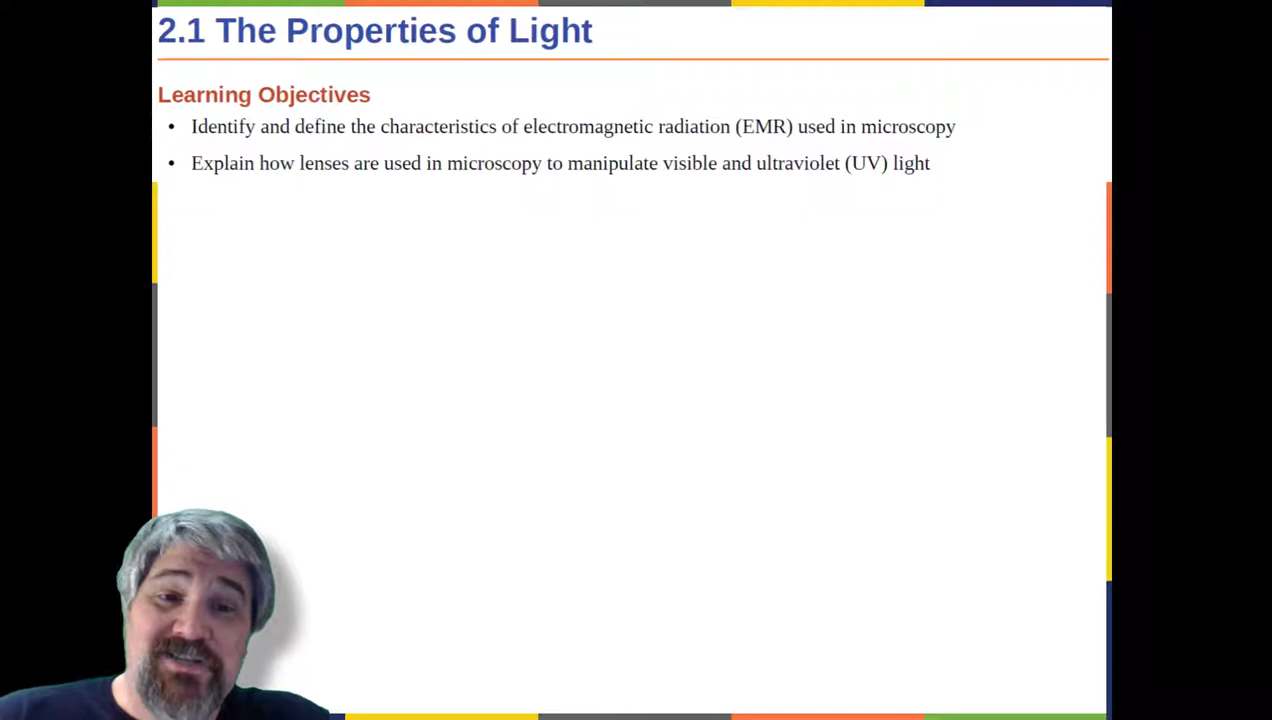 2.1 The Properties of Light
Learning Objectives
• Identify and define the characteristics of electromagnetic radiation (EMR) used in microscopy
• Explain how lenses are used in microscopy to manipulate visible and ultraviolet (UV) light